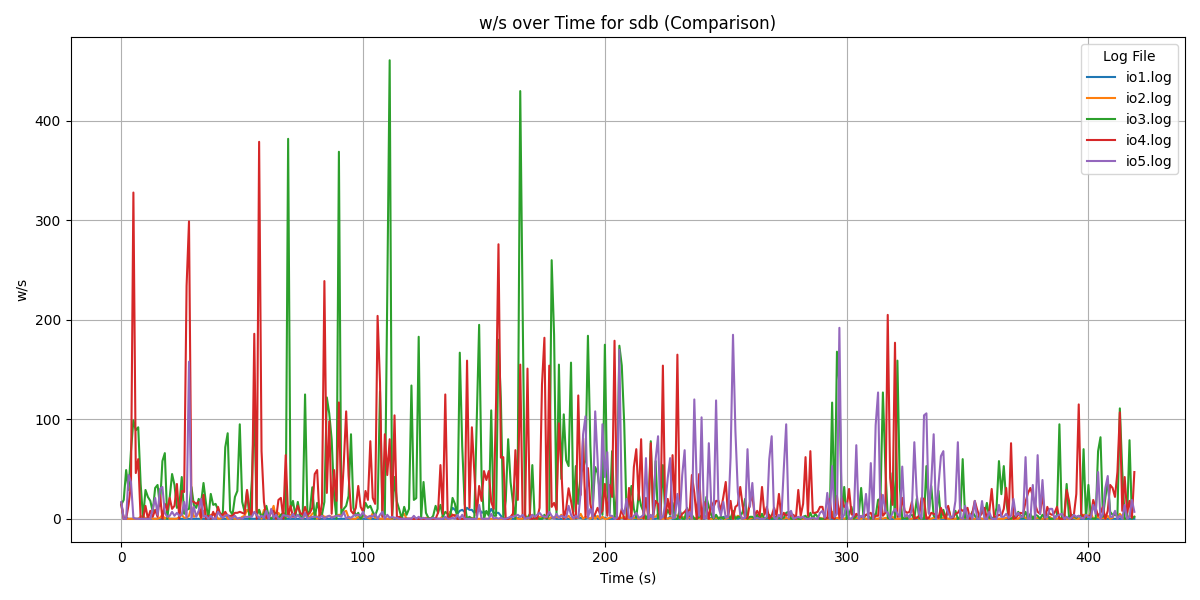 w/s over Time for sdb (Comparison)
Log File
io1.log
io2.log
io3.log
io4.log
io5.log
w/s
400
300
200
100
0
0 100 200 300 400
Time (s)